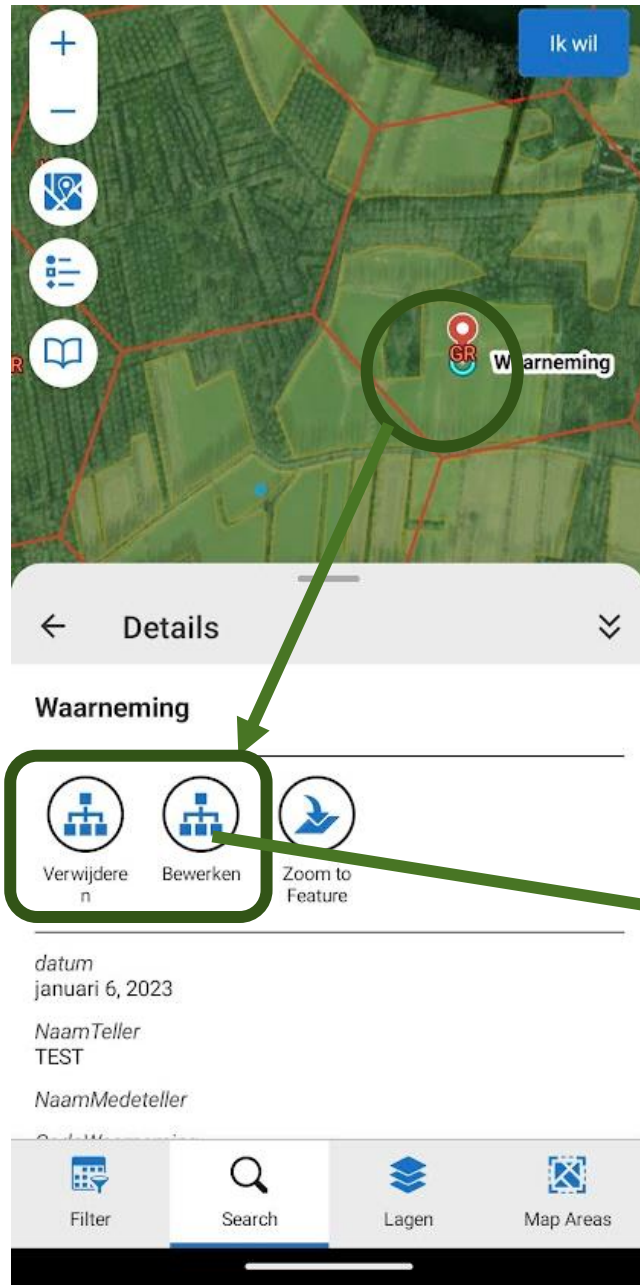 Ik wil
R
GR
Waarneming
Details
Waarneming
Verwijdere
n
Bewerken
Zoom to
Feature
datum
januari 6, 2023
NaamTeller
TEST
NaamMedeteller
Filter
Search
Lagen
Map Areas